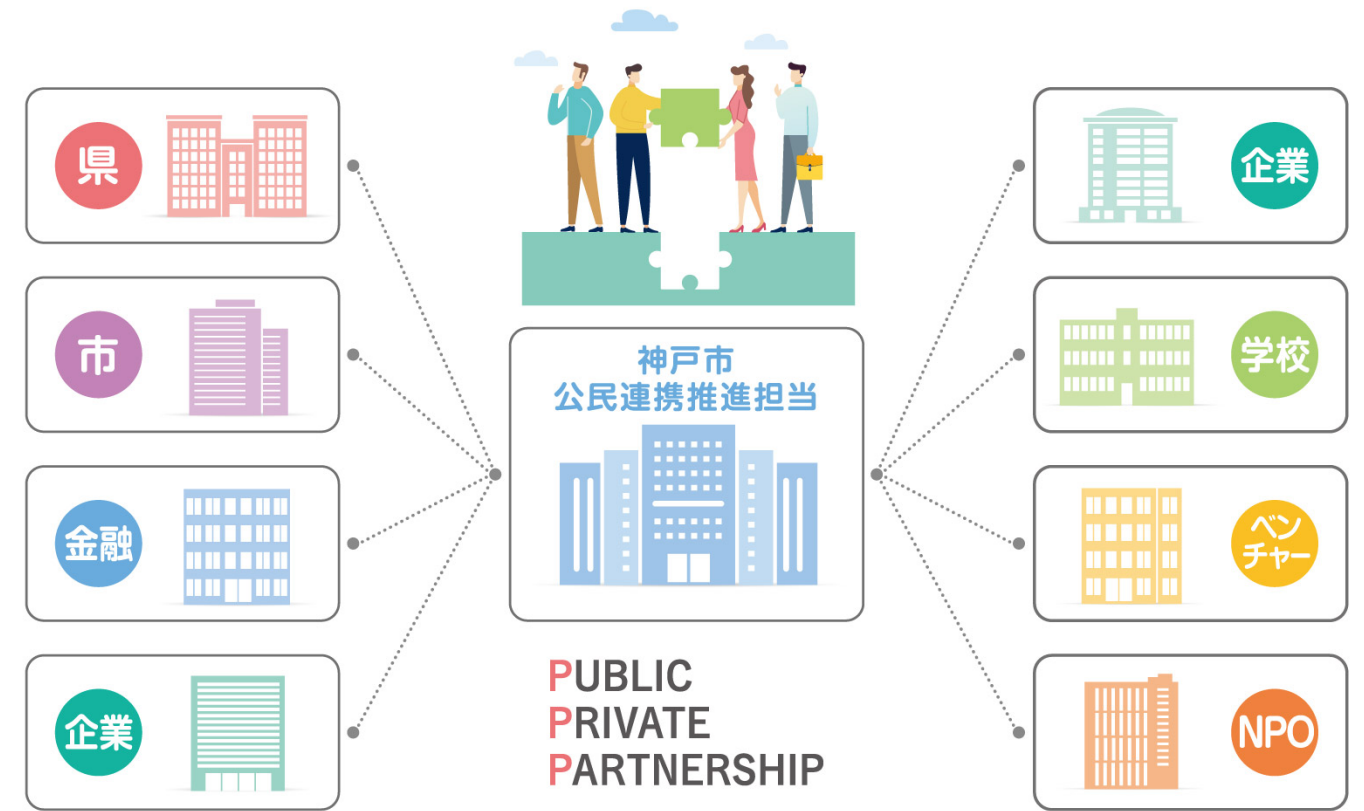 県
市
金融
企業
神戸市
公民連携推進担当
PUBLIC
PRIVATE
PARTNERSHIP
企業
学校
ベン
チャー
NPO